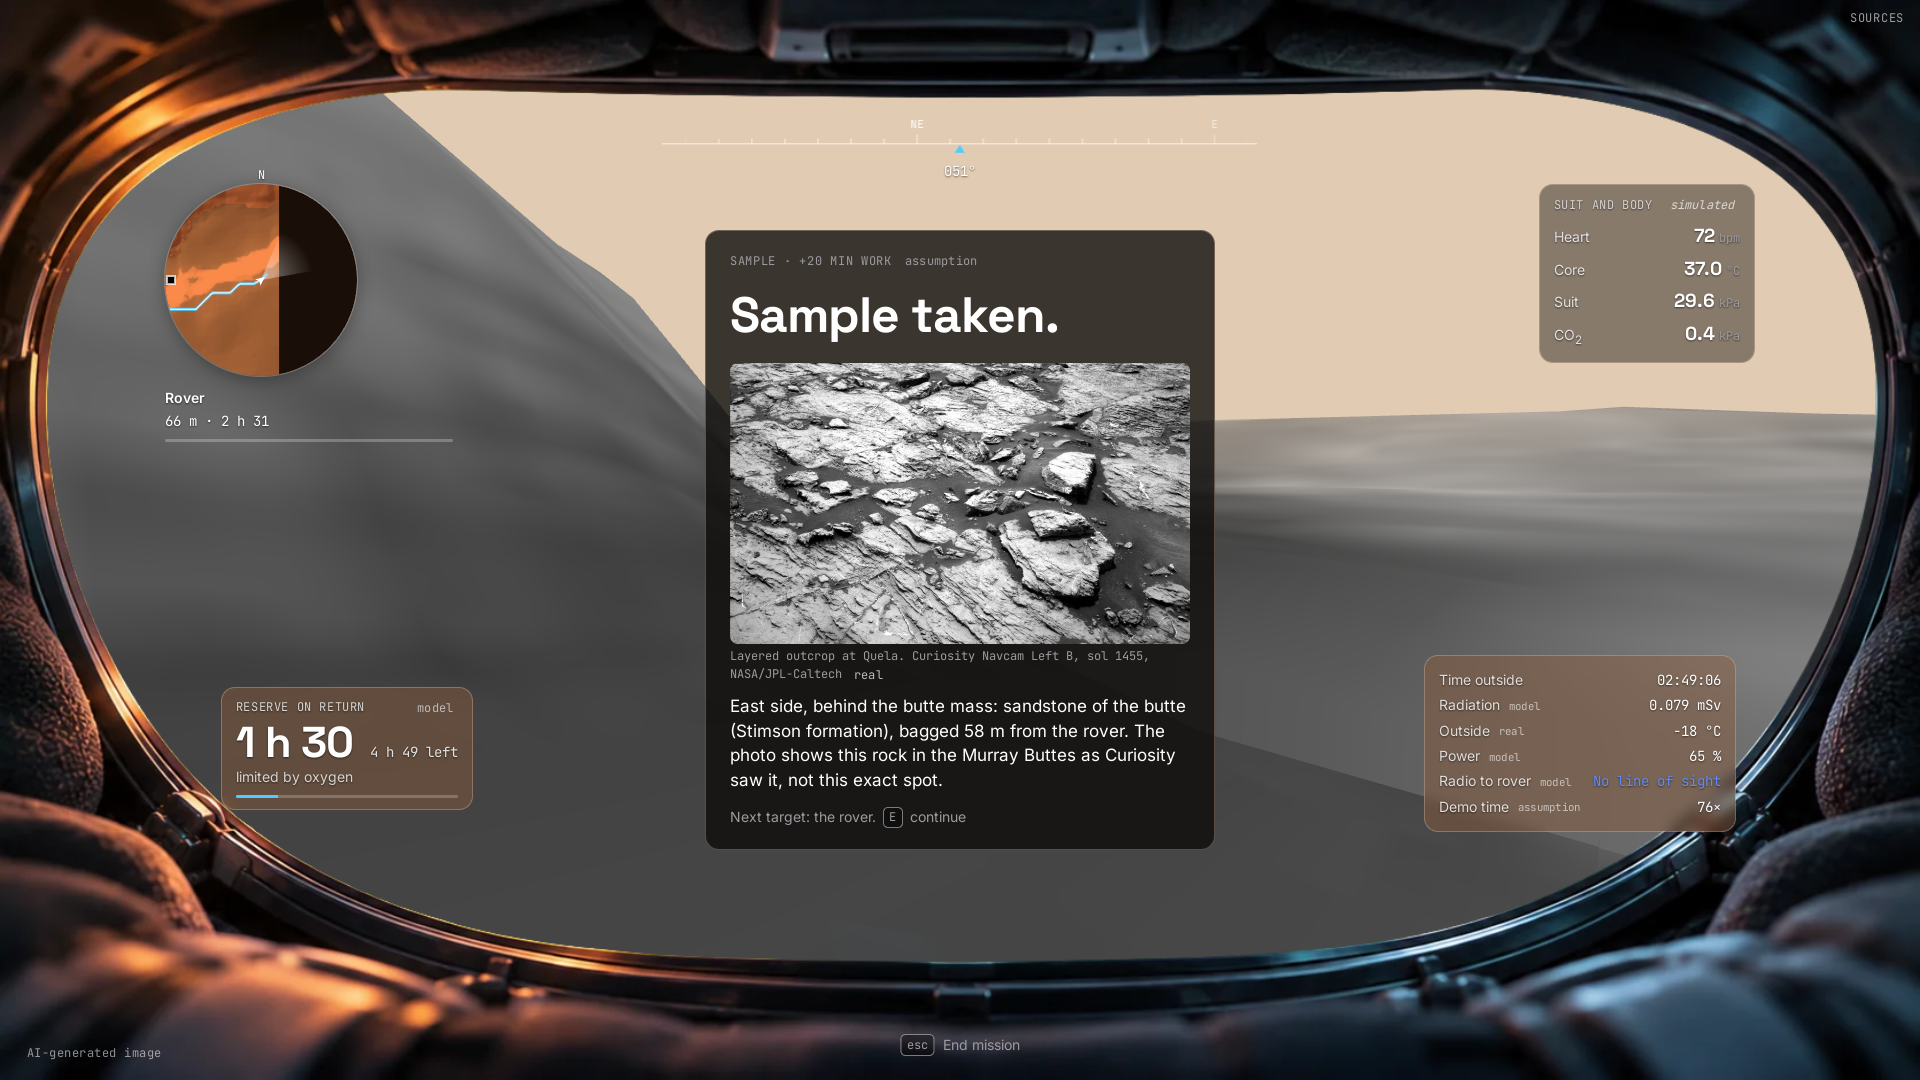 SOURCES
NE
E
051°
N
Rover
66 m · 2 h 31
SUIT AND BODY simulated
Heart 72 bpm
Core 37.0 °C
Suit 29.6 kPa
CO2 0.4 kPa
SAMPLE · +20 MIN WORK assumption
Sample taken.
Layered outcrop at Quela. Curiosity Navcam Left B, sol 1455,
NASA/JPL-Caltech real
East side, behind the butte mass: sandstone of the butte
(Stimson formation), bagged 58 m from the rover. The
photo shows this rock in the Murray Buttes as Curiosity
saw it, not this exact spot.
Next target: the rover. E continue
RESERVE ON RETURN model
1 h 30 4 h 49 left
limited by oxygen
Time outside 02:49:06
Radiation model 0.079 mSv
Outside real -18 °C
Power model 65 %
Radio to rover model No line of sight
Demo time assumption 76×
esc End mission
AI-generated image